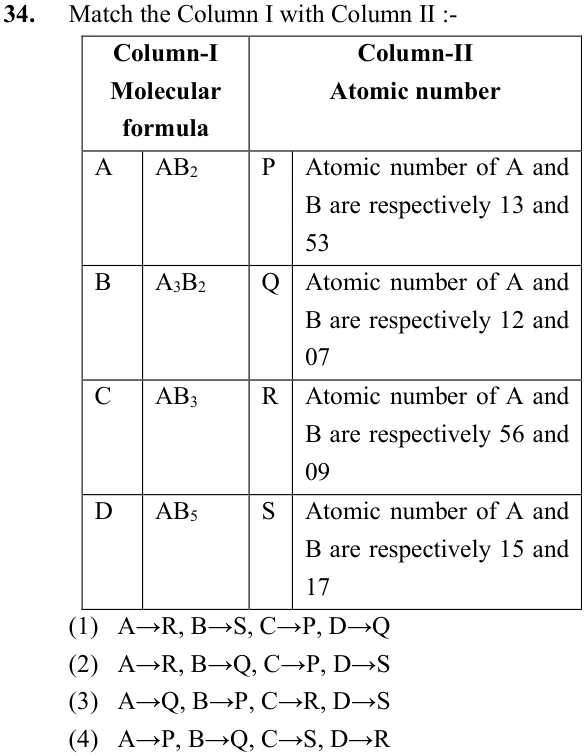 34. Match the Column I with Column II :-
Column-I Column-II
Molecular Atomic number
formula
A AB₂ P Atomic number of A and
B are respectively 13 and
53
B A₃B₂ Q Atomic number of A and
B are respectively 12 and
07
C AB₃ R Atomic number of A and
B are respectively 56 and
09
D AB₅ S Atomic number of A and
B are respectively 15 and
17
(1) A→R, B→S, C→P, D→Q
(2) A→R, B→Q, C→P, D→S
(3) A→Q, B→P, C→R, D→S
(4) A→P, B→Q, C→S, D→R